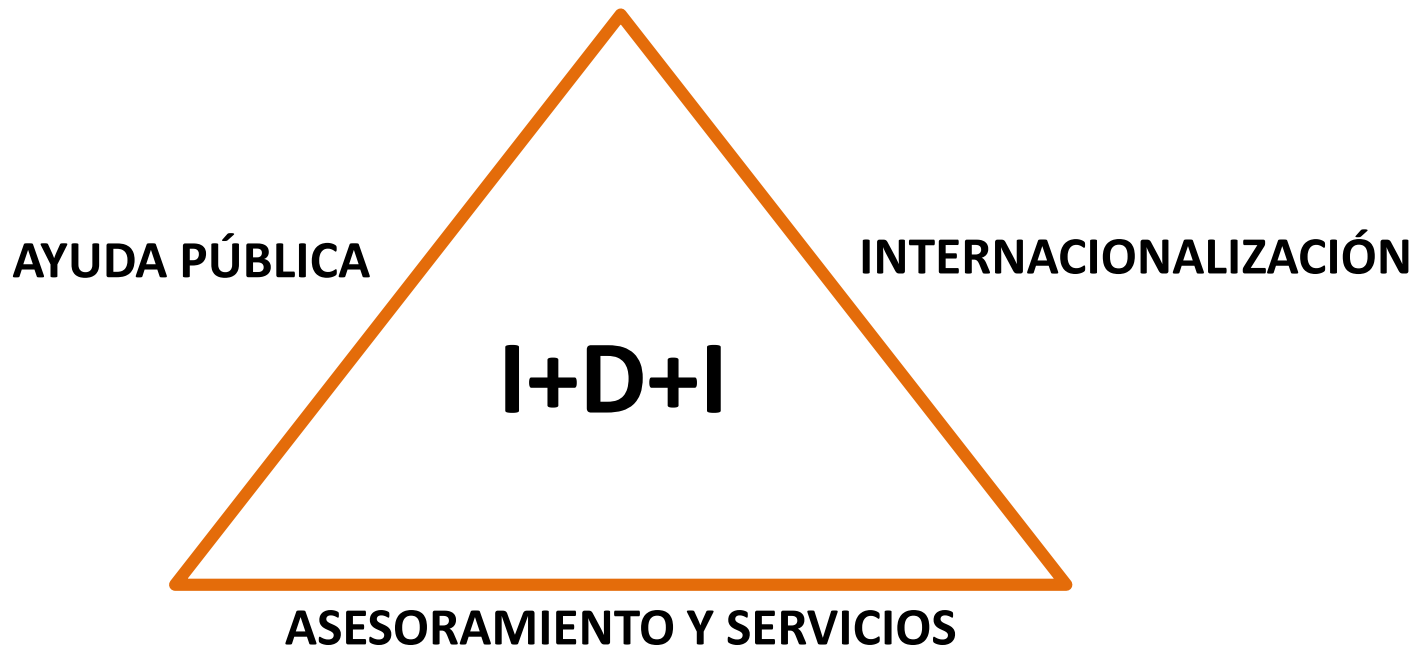 AYUDA PÚBLICA
INTERNACIONALIZACIÓN
I+D+I
ASESORAMIENTO Y SERVICIOS